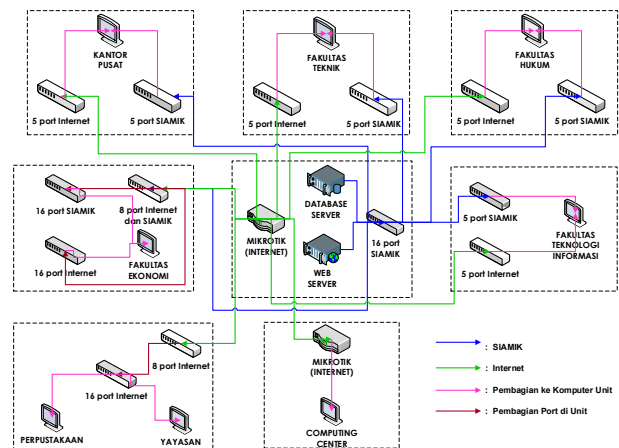 KANTOR
PUSAT
5 port Internet
5 port SIAMIK
FAKULTAS
TEKNIK
5 port Internet
5 port SIAMIK
FAKULTAS
HUKUM
5 port Internet
5 port SIAMIK
16 port SIAMIK
8 port Internet
dan SIAMIK
16 port Internet
FAKULTAS
EKONOMI
DATABASE
SERVER
MIKROTIK
(INTERNET)
WEB
SERVER
16 port
SIAMIK
5 port SIAMIK
FAKULTAS
TEKNOLOGI
INFORMASI
5 port Internet
8 port Internet
16 port Internet
PERPUSTAKAAN
YAYASAN
MIKROTIK
(INTERNET)
COMPUTING
CENTER
: SIAMIK
: Internet
: Pembagian ke Komputer Unit
: Pembagian Port di Unit